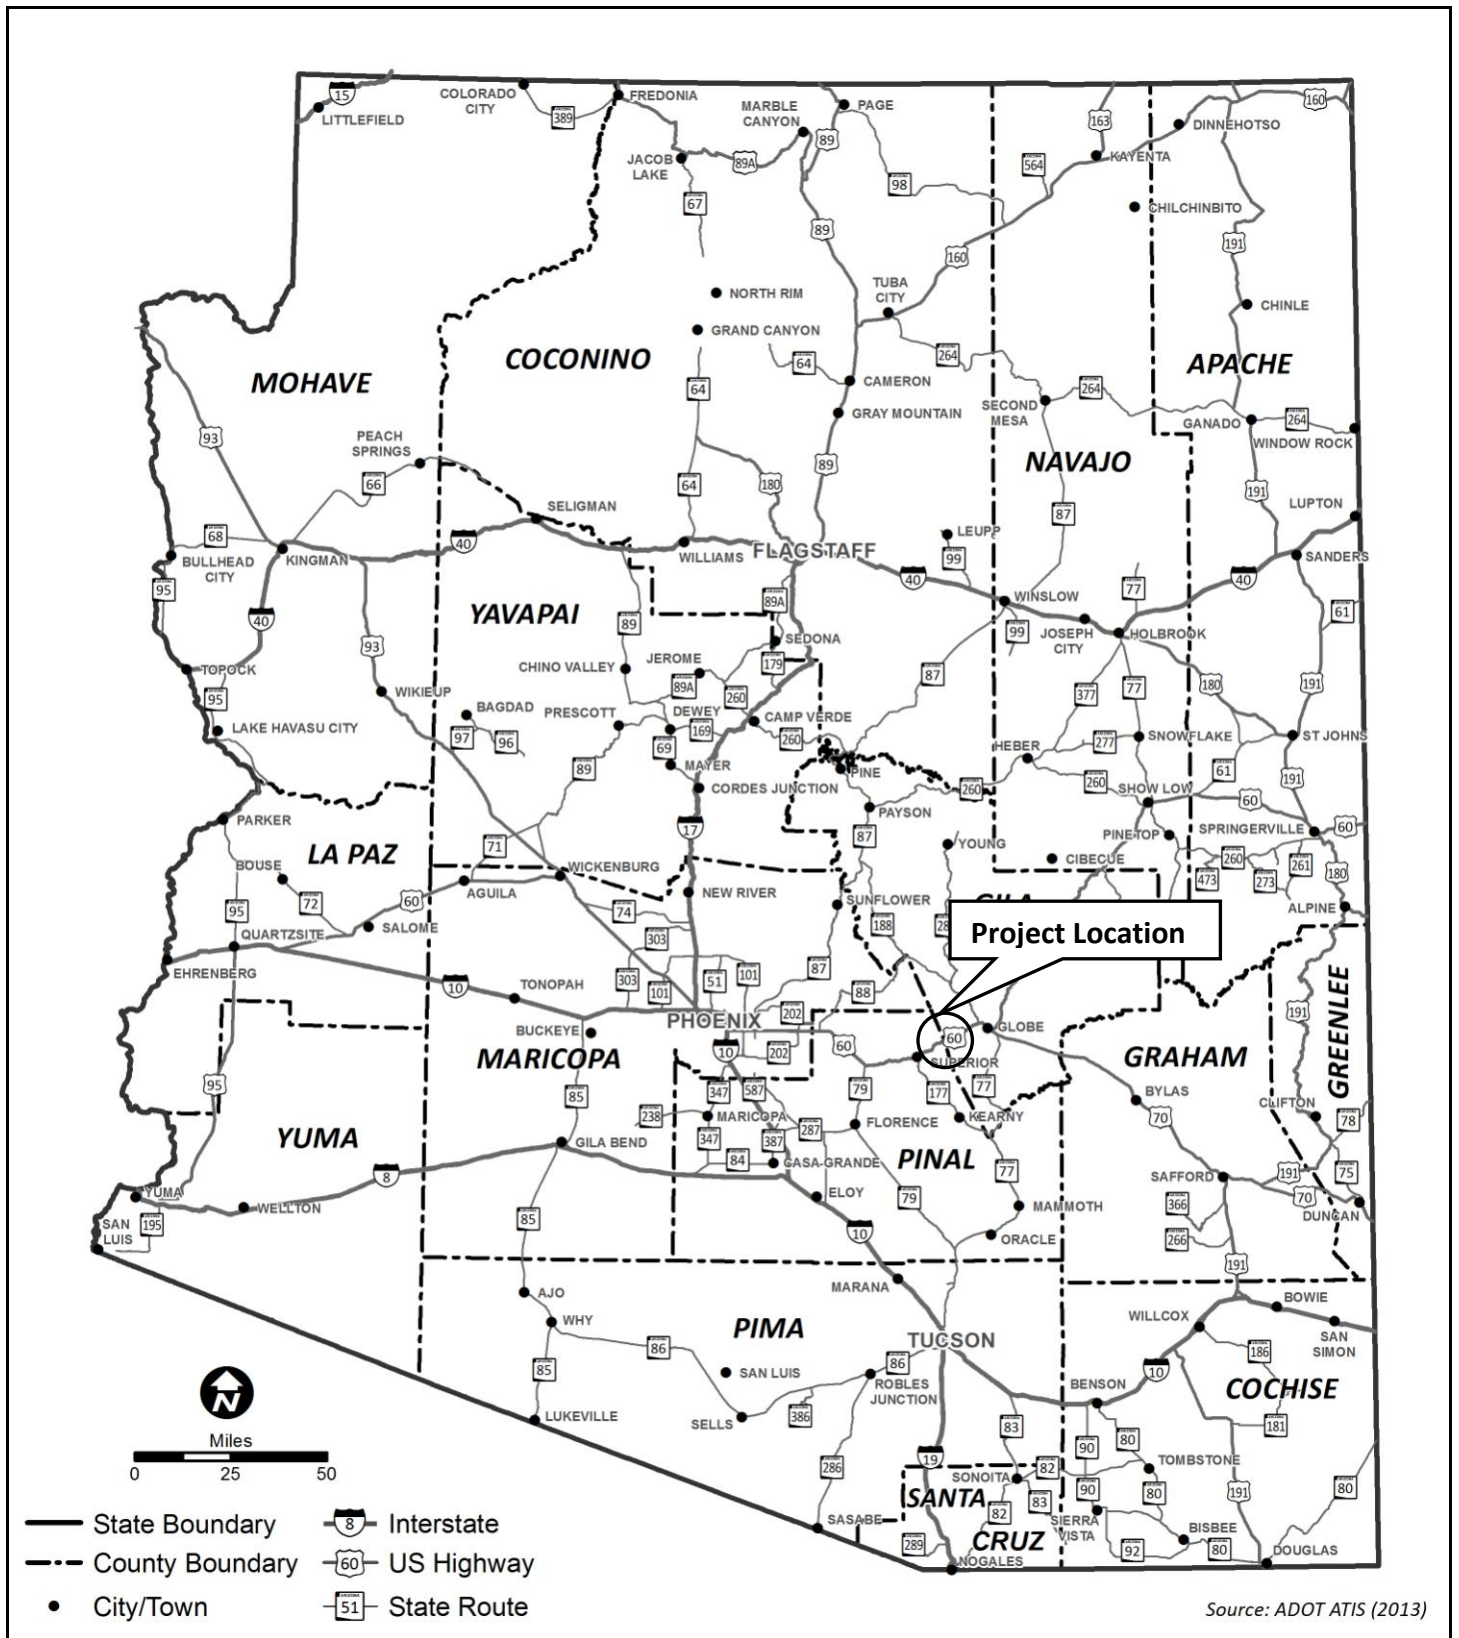 15
LITTLEFIELD
COLORADO
CITY
389
FREDONIA
MARBLE
CANYON
PAGE
89
163
160
DINNEHOTSO
JACOB
LAKE
89A
67
98
564
KAYENTA
CHILCHINBITO
89
160
191
TUBA
CITY
NORTH RIM
GRAND CANYON
CHINLE
MOHAVE
COCONINO
64
264
APACHE
64
CAMERON
GRAY MOUNTAIN
SECOND
MESA
264
GANADO
264
WINDOW ROCK
93
PEACH
SPRINGS
66
89
NAVAJO
64
180
191
LUPTON
SELIGMAN
87
68
BULLHEAD
CITY
KINGMAN
40
WILLIAMS
FLAGSTAFF
LEUPP
99
SANDERS
95
40
40
77
40
61
YAVAPAI
89
89A
WINSLOW
99
JOSEPH
CITY
HOLBROOK
93
CHINO VALLEY
JEROME
SEDONA
179
TOPOCK
95
WIKIEUP
89A
260
87
377
77
180
191
LAKE HAVASU CITY
BAGDAD
97
96
PRESCOTT
DEWEY
169
CAMP VERDE
260
69
MAYER
HEBER
277
SNOWFLAKE
ST JOHNS
89
CORDES JUNCTION
PINE
260
260
61
191
PARKER
PAYSON
SHOW LOW
60
17
87
PINETOP
SPRINGERVILLE
60
LA PAZ
71
YOUNG
CIBECUE
BOUSE
WICKENBURG
473
260
273
261
180
AGUILA
72
60
NEW RIVER
SUNFLOWER
GILA
ALPINE
95
74
188
28
Project Location
QUARTZSITE
SALOME
303
EHRENBERG
10
TONOPAH
303
101
51
101
87
88
GREENLEE
BUCKEYE
PHOENIX
202
191
GLOBE
MARICOPA
10
202
60
60
SUPERIOR
GRAHAM
95
85
347
587
79
177
77
BYLAS
YUMA
238
MARICOPA
FLORENCE
KEARNY
70
CLIFTON
78
GILA BEND
347
387
287
84
CASA GRANDE
PINAL
77
8
SAFFORD
191
75
YUMA
WELLTON
ELOY
79
MAMMOTH
366
70
DUNCAN
SAN
LUIS
195
85
10
ORACLE
266
191
MARANA
AJO
BOWIE
WHY
PIMA
TUCSON
WILLCOX
SAN
SIMON
86
86
186
85
SAN LUIS
ROBLES
JUNCTION
10
BENSON
COCHISE
N
LUKEVILLE
SELLS
386
83
181
Miles
0 25 50
90
80
19
286
SONOITA
82
TOMBSTONE
SANTA
CRUZ
82
83
90
80
191
80
SASABE
SIERRA
VISTA
BISBEE
289
NOGALES
92
80
DOUGLAS
State Boundary
8
Interstate
County Boundary
60
US Highway
City/Town
51
State Route
Source: ADOT ATIS (2013)